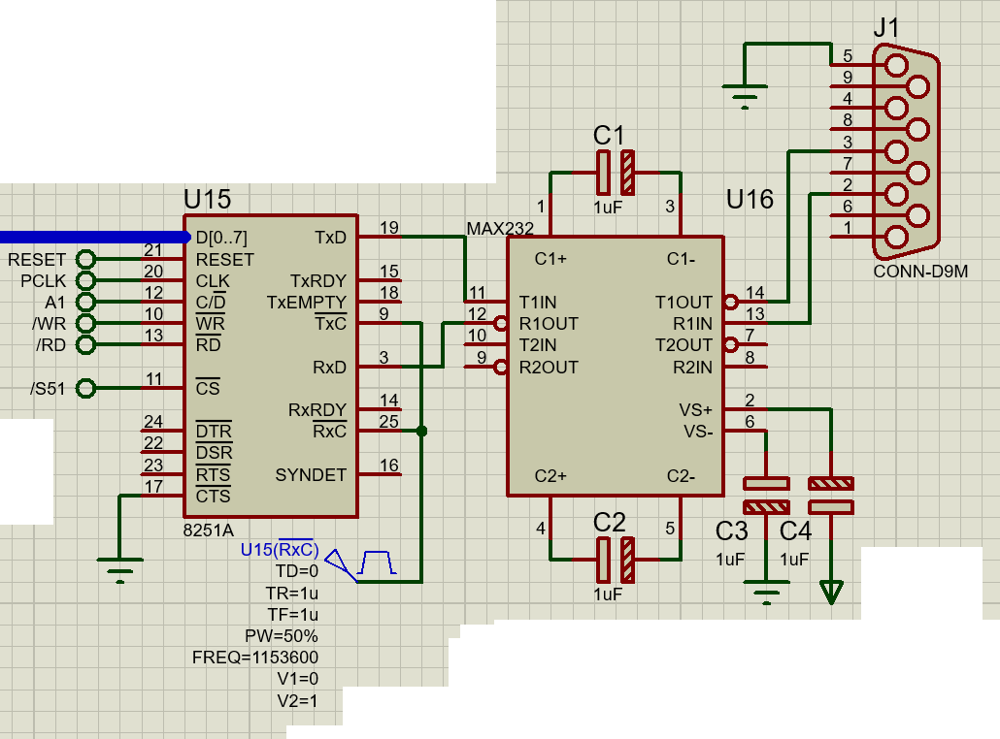 J1
5
9
4
8
3
7
2
6
1
CONN-D9M
C1
1uF
1
3
U16
MAX232
C1+
C1-
11
T1IN
T1OUT
14
12
R1OUT
R1IN
13
10
T2IN
T2OUT
7
9
R2OUT
R2IN
8
VS+
2
VS-
6
C2+
C2-
4
5
C2
1uF
C3
1uF
C4
1uF
U15
D[0..7]
TxD
19
RESET
21
RESET
PCLK
20
CLK
TxRDY
15
A1
12
C/D
TxEMPTY
18
/WR
10
WR
TxC
9
/RD
13
RD
RxD
3
/S51
11
CS
RxRDY
14
24
DTR
RxC
25
22
DSR
23
RTS
SYNDET
16
17
CTS
8251A
U15(RxC)
TD=0
TR=1u
TF=1u
PW=50%
FREQ=1153600
V1=0
V2=1